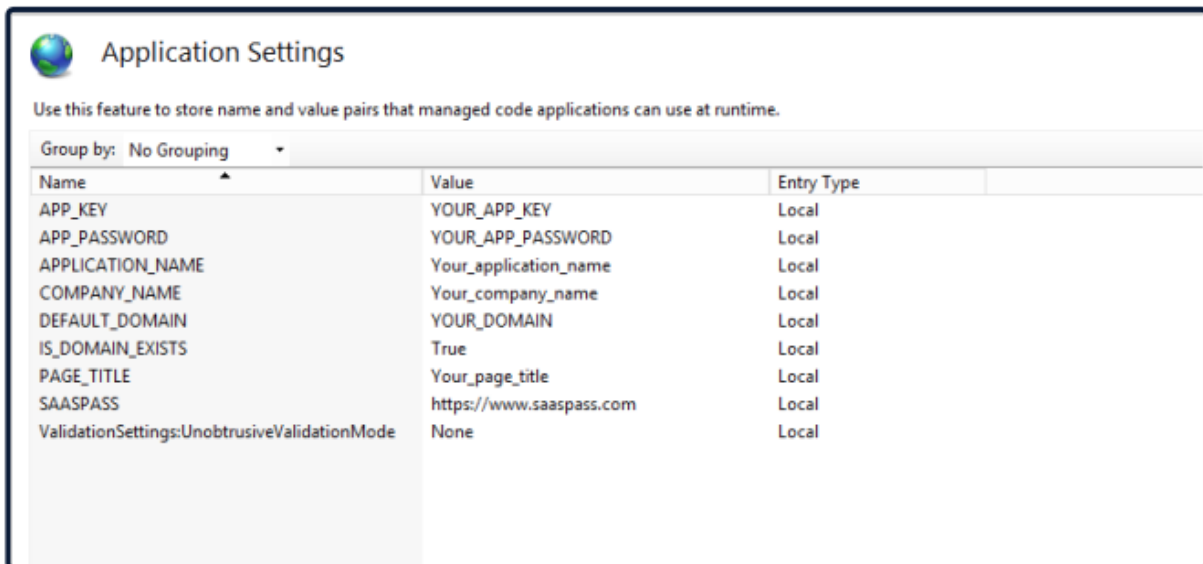 Application Settings
Use this feature to store name and value pairs that managed code applications can use at runtime.
Group by: No Grouping
Name Value Entry Type
APP_KEY YOUR_APP_KEY Local
APP_PASSWORD YOUR_APP_PASSWORD Local
APPLICATION_NAME Your_application_name Local
COMPANY_NAME Your_company_name Local
DEFAULT_DOMAIN YOUR_DOMAIN Local
IS_DOMAIN_EXISTS True Local
PAGE_TITLE Your_page_title Local
SAASPASS https://www.saaspass.com Local
ValidationSettings:UnobtrusiveValidationMode None Local